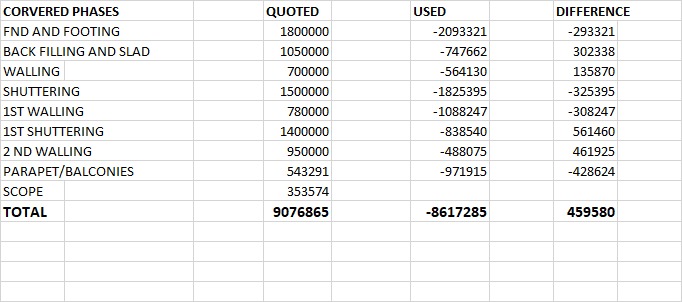 CORVERED PHASES QUOTED USED DIFFERENCE
FND AND FOOTING 1800000 -2093321 -293321
BACK FILLING AND SLAD 1050000 -747662 302338
WALLING 700000 -564130 135870
SHUTTERING 1500000 -1825395 -325395
1ST WALLING 780000 -1088247 -308247
1ST SHUTTERING 1400000 -838540 561460
2 ND WALLING 950000 -488075 461925
PARAPET/BALCONIES 543291 -971915 -428624
SCOPE 353574
TOTAL 9076865 -8617285 459580